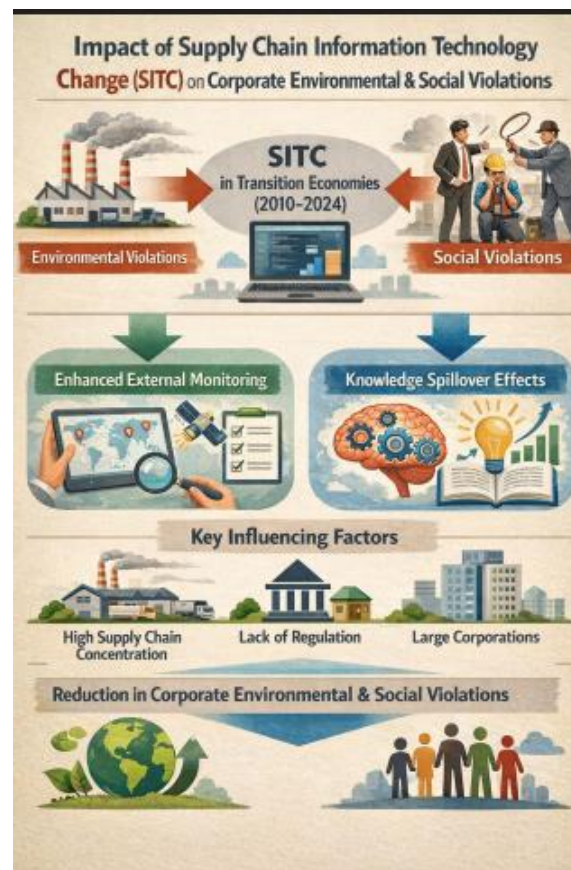 Impact of Supply Chain Information Technology
Change (SITC) on Corporate Environmental & Social Violations
SITC
in Transition Economies
(2010–2024)
Environmental Violations
Social Violations
Enhanced External Monitoring
Knowledge Spillover Effects
Key Influencing Factors
High Supply Chain
Concentration
Lack of Regulation
Large Corporations
Reduction in Corporate Environmental & Social Violations